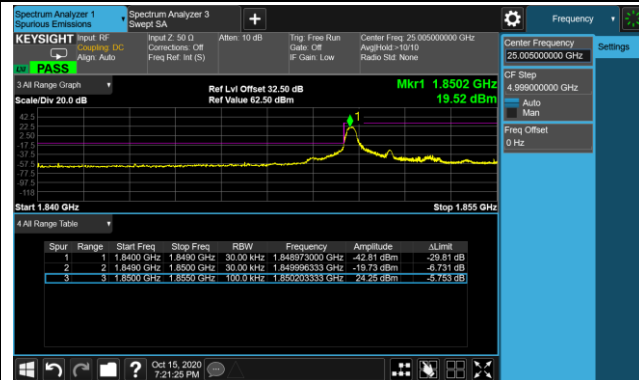 Spectrum Analyzer 1
Spurious Emissions
Spectrum Analyzer 3
Swept SA
Frequency
KEYSIGHT
Input: RF
Coupling: DC
Align: Auto
Input Z: 50 Ω
Corrections: Off
Freq Ref: Int (S)
Atten: 10 dB
Trig: Free Run
Gate: Off
IF Gain: Low
Center Freq: 25.005000000 GHz
Avg|Hold:>10/10
Radio Std: None
PASS
Center Frequency
25.005000000 GHz
Settings
CF Step
4.999000000 GHz
Auto
Man
Freq Offset
0 Hz
3 All Range Graph
Scale/Div 20.0 dB
Ref Lvl Offset 32.50 dB
Ref Value 62.50 dBm
Mkr1 1.8502 GHz
19.52 dBm
42.5
22.5
2.50
-17.5
-37.5
-57.5
-77.5
-97.5
-118
1
Start 1.840 GHz
Stop 1.855 GHz
4 All Range Table
Spur Range Start Freq Stop Freq RBW Frequency Amplitude ΔLimit
1 1 1.8400 GHz 1.8490 GHz 30.00 kHz 1.848973000 GHz -42.81 dBm -29.81 dB
2 2 1.8490 GHz 1.8500 GHz 30.00 kHz 1.849996333 GHz -19.73 dBm -6.731 dB
3 3 1.8500 GHz 1.8550 GHz 100.0 kHz 1.850203333 GHz 24.25 dBm -5.753 dB
Oct 15, 2020
7:21:25 PM